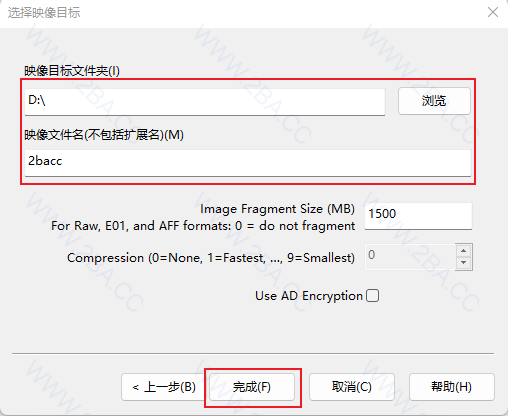 选择映像目标
映像目标文件夹(I)
D:\
浏览
映像文件名(不包括扩展名)(M)
2bacc
Image Fragment Size (MB)
For Raw, E01, and AFF formats: 0 = do not fragment
1500
Compression (0=None, 1=Fastest, ..., 9=Smallest)
0
Use AD Encryption
< 上一步(B)
完成(F)
取消(C)
帮助(H)
WWW.2BA.CC